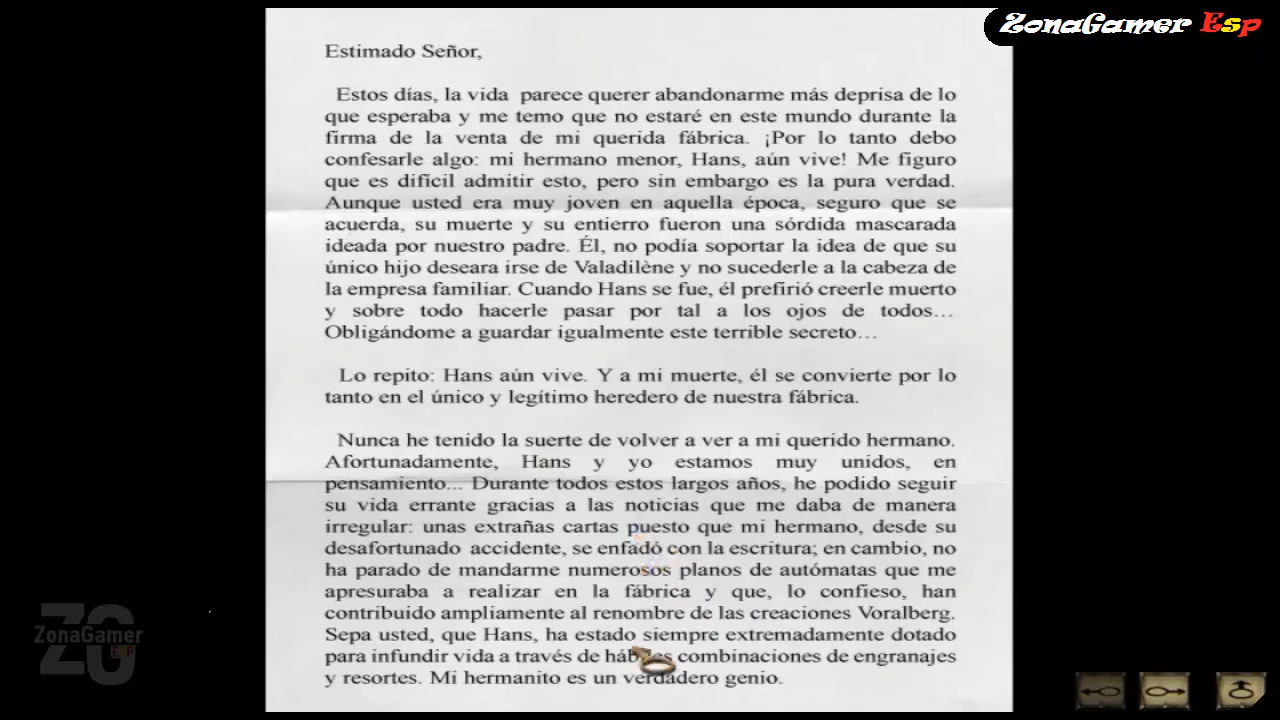 ZonaGamer Esp
Estimado Señor,
Estos días, la vida parece querer abandonarme más deprisa de lo
que esperaba y me temo que no estaré en este mundo durante la
firma de la venta de mi querida fábrica. ¡Por lo tanto debo
confesarle algo: mi hermano menor, Hans, aún vive! Me figuro
que es difícil admitir esto, pero sin embargo es la pura verdad.
Aunque usted era muy joven en aquella época, seguro que se
acuerda, su muerte y su entierro fueron una sórdida mascarada
ideada por nuestro padre. Él, no podía soportar la idea de que su
único hijo deseara irse de Valadilène y no sucederle a la cabeza de
la empresa familiar. Cuando Hans se fue, él prefirió creerle muerto
y sobre todo hacerle pasar por tal a los ojos de todos...
Obligándome a guardar igualmente este terrible secreto...
Lo repito: Hans aún vive. Y a mi muerte, él se convierte por lo
tanto en el único y legítimo heredero de nuestra fábrica.
Nunca he tenido la suerte de volver a ver a mi querido hermano.
Afortunadamente, Hans y yo estamos muy unidos, en
pensamiento... Durante todos estos largos años, he podido seguir
su vida errante gracias a las noticias que me daba de manera
irregular: unas extrañas cartas puesto que mi hermano, desde su
desafortunado accidente, se enfadó con la escritura; en cambio, no
ha parado de mandarme numerosos planos de autómatas que me
apresuraba a realizar en la fábrica y que, lo confieso, han
contribuido ampliamente al renombre de las creaciones Voralberg.
Sepa usted, que Hans, ha estado siempre extremadamente dotado
para infundir vida a través de hábiles combinaciones de engranajes
y resortes. Mi hermanito es un verdadero genio.
ZG
ZonaGamer
Esp